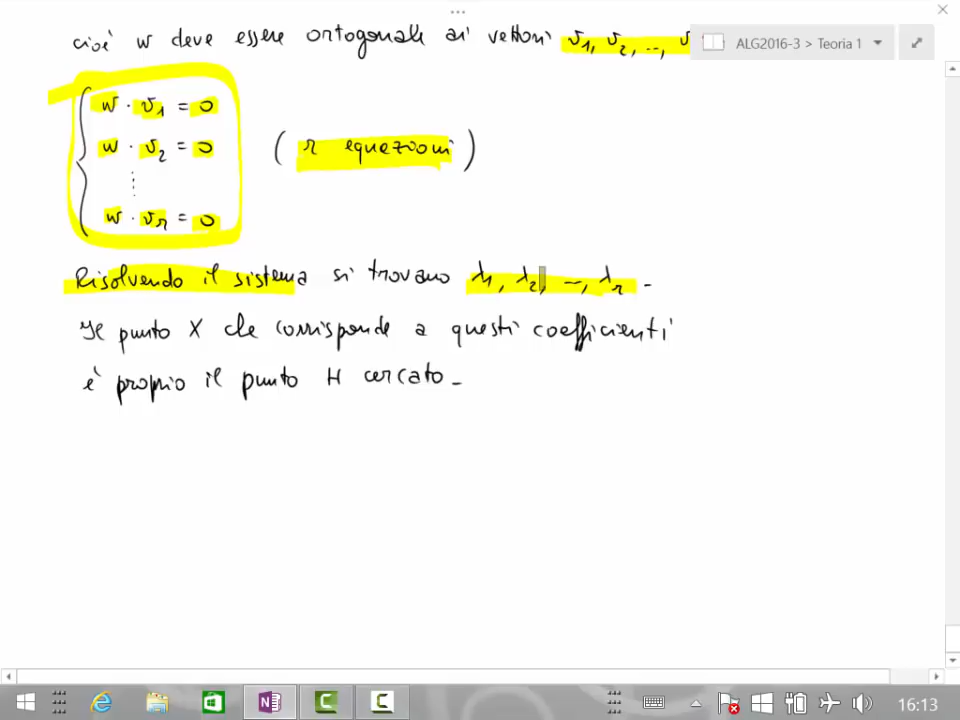 cioè w deve essere ortogonale ai vettori v1, v2, ..., v
ALG2016-3 > Teoria 1
w · v1 = 0
w · v2 = 0
( r equazioni )
w · vr = 0
Risolvendo il sistema si trovano λ1, λ2, ..., λr.
Il punto X che corrisponde a questi coefficienti
è proprio il punto H cercato.
16:13